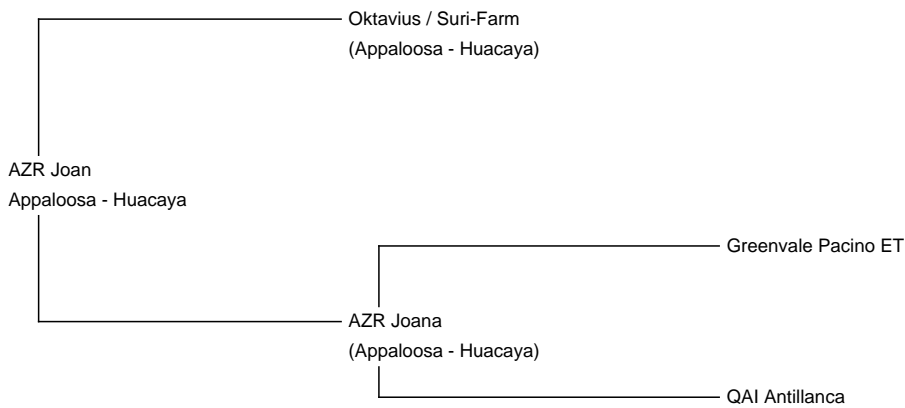 Oktavius / Suri-Farm
(Appaloosa - Huacaya)
AZR Joan
Appaloosa - Huacaya
Greenvale Pacino ET
AZR Joana
(Appaloosa - Huacaya)
QAI Antillanca